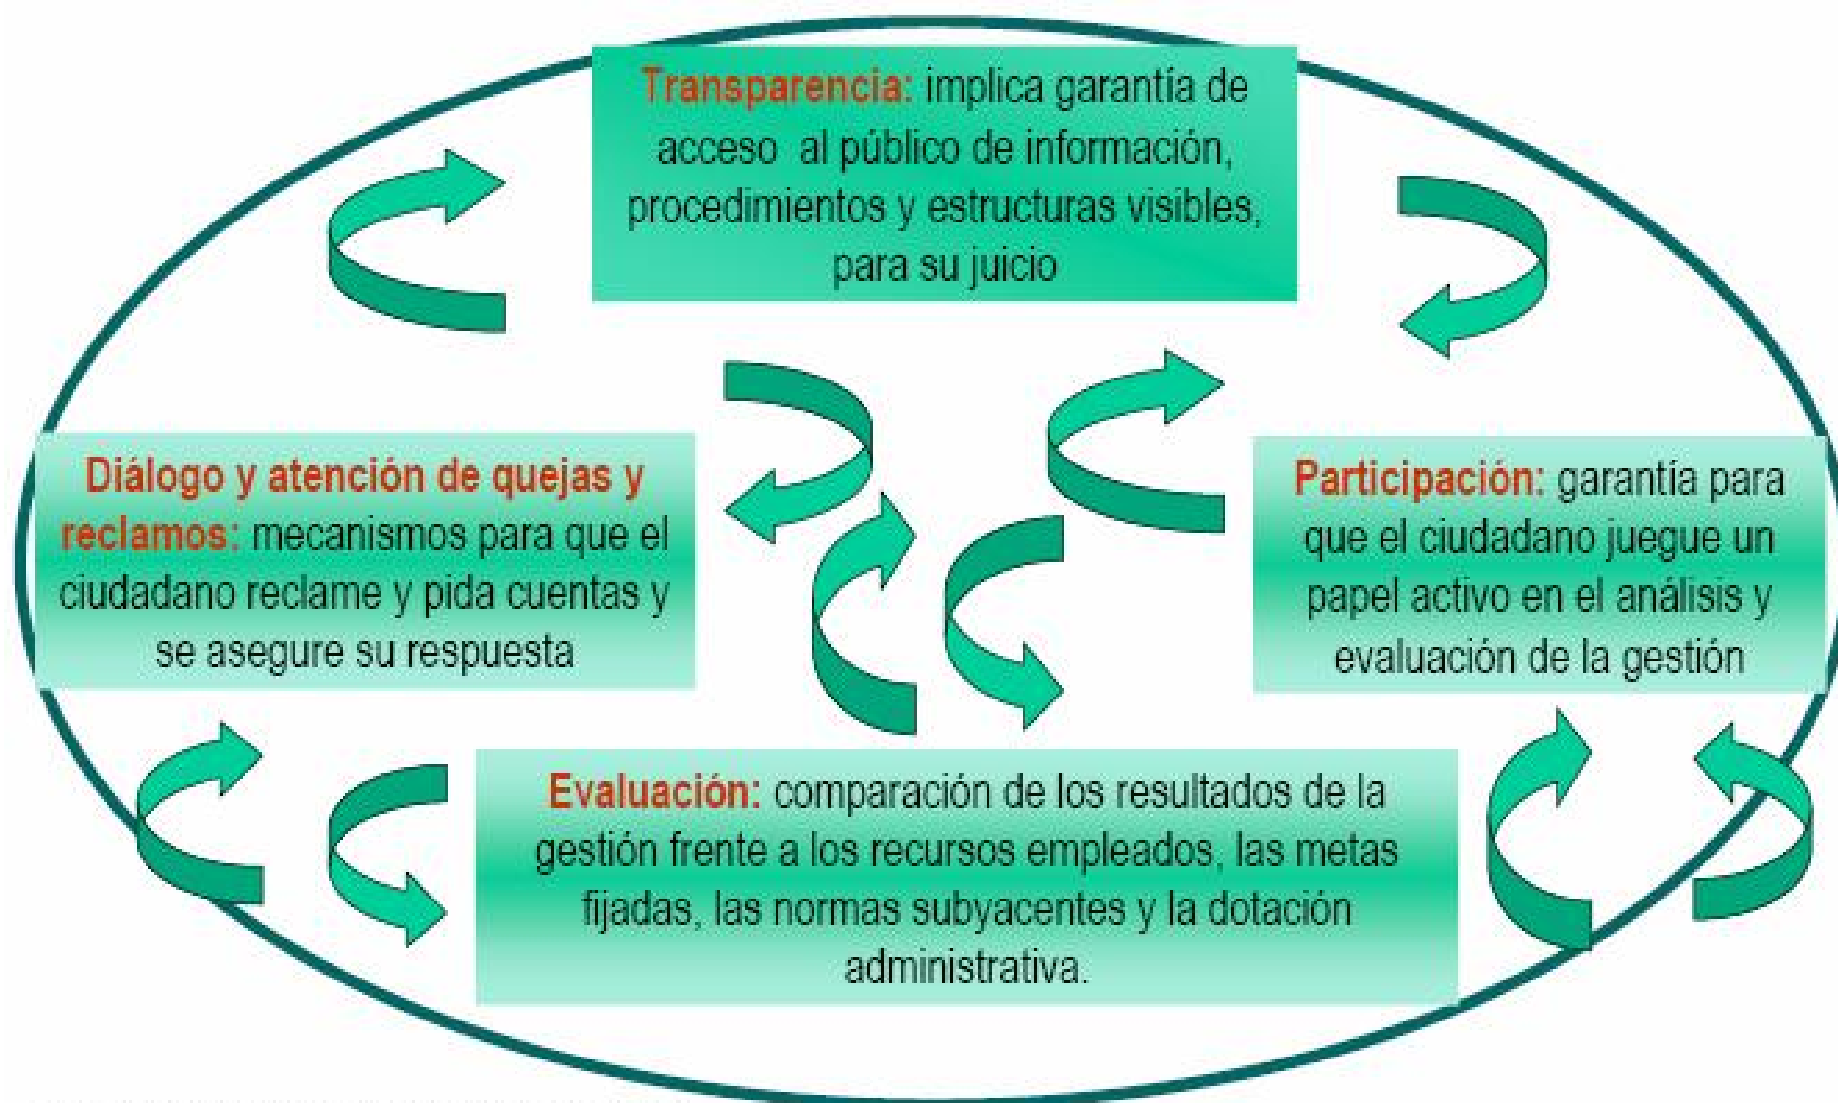 Transparencia: implica garantía de
acceso al público de información,
procedimientos y estructuras visibles,
para su juicio
Diálogo y atención de quejas y
reclamos: mecanismos para que el
ciudadano reclame y pida cuentas y
se asegure su respuesta
Participación: garantía para
que el ciudadano juegue un
papel activo en el análisis y
evaluación de la gestión
Evaluación: comparación de los resultados de la
gestión frente a los recursos empleados, las metas
fijadas, las normas subyacentes y la dotación
administrativa.